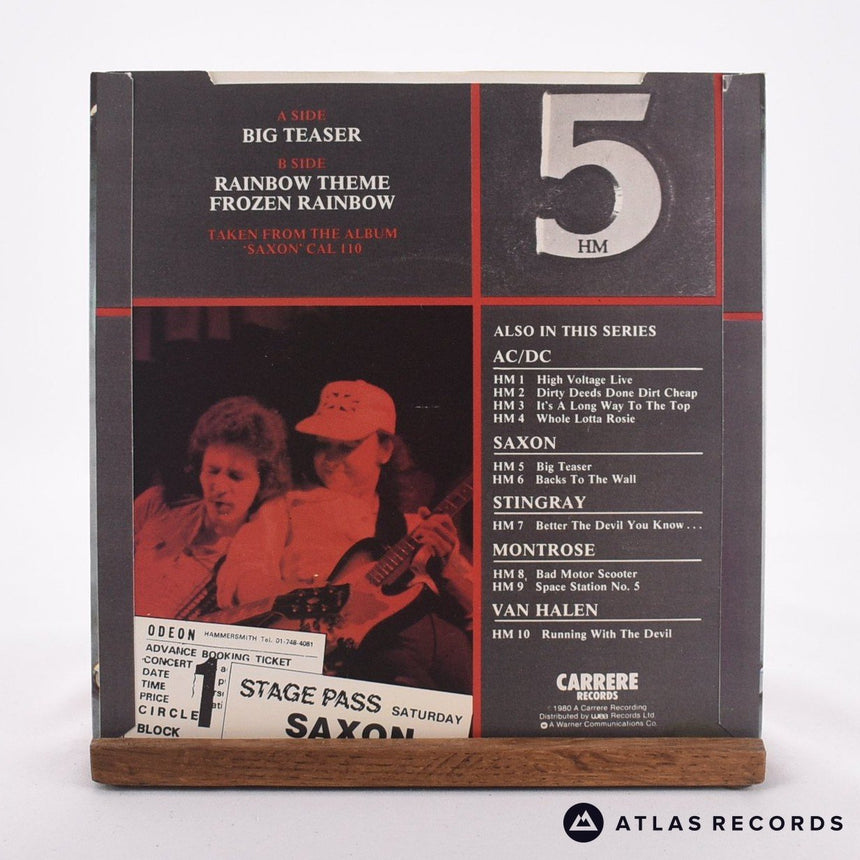 A SIDE
BIG TEASER
B SIDE
RAINBOW THEME
FROZEN RAINBOW
TAKEN FROM THE ALBUM
'SAXON' CAL 110
5
HM
ALSO IN THIS SERIES
AC/DC
HM 1 High Voltage Live
HM 2 Dirty Deeds Done Dirt Cheap
HM 3 It's A Long Way To The Top
HM 4 Whole Lotta Rosie
SAXON
HM 5 Big Teaser
HM 6 Backs To The Wall
STINGRAY
HM 7 Better The Devil You Know...
MONTROSE
HM 8 Bad Motor Scooter
HM 9 Space Station No. 5
VAN HALEN
HM 10 Running With The Devil
CARRERE
RECORDS
1980 A Carrere Recording
Distributed by wea Records Ltd.
A Warner Communications Co.
ODEON HAMMERSMITH Tel. 01-748-4081
ADVANCE BOOKING TICKET
CONCERT
DATE
TIME
PRICE
CIRCLE
BLOCK
1
STAGE PASS SATURDAY
SAXON
ATLAS RECORDS